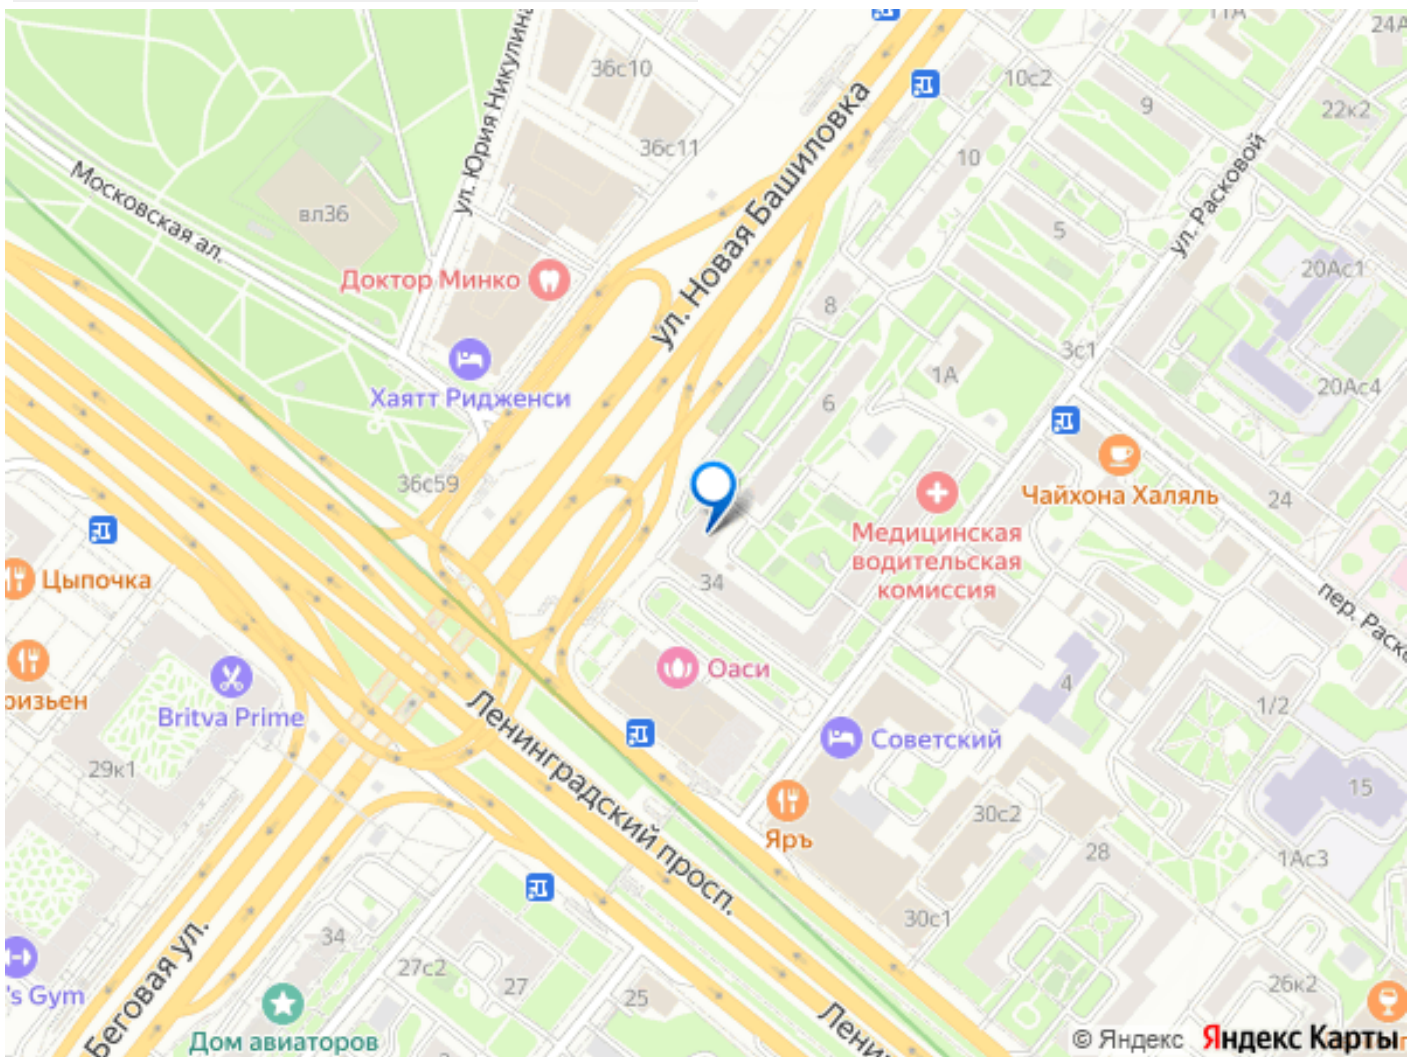 11А
24А
36с10
10с2
22к2
9
ул. Юрия Никулина
36с11
ул. Новая Башиловка
10
ул. Расковой
Московская ал.
вл36
5
20Ас1
Доктор Минко
8
3с1
1А
20Ас4
Хаятт Ридженси
6
36с59
Чайхона Халяль
24
Медицинская
водительская
комиссия
Цыпочка
34
пер. Раско
Оаси
4
ризьен
1/2
Britva Prime
Ленинградский просп.
Советский
29к1
15
30с2
Яръ
28
1Ас3
30с1
34
Беговая ул.
27с2
27
25
26к2
's Gym
Дом авиаторов
Лени
© Яндекс Яндекс Карты